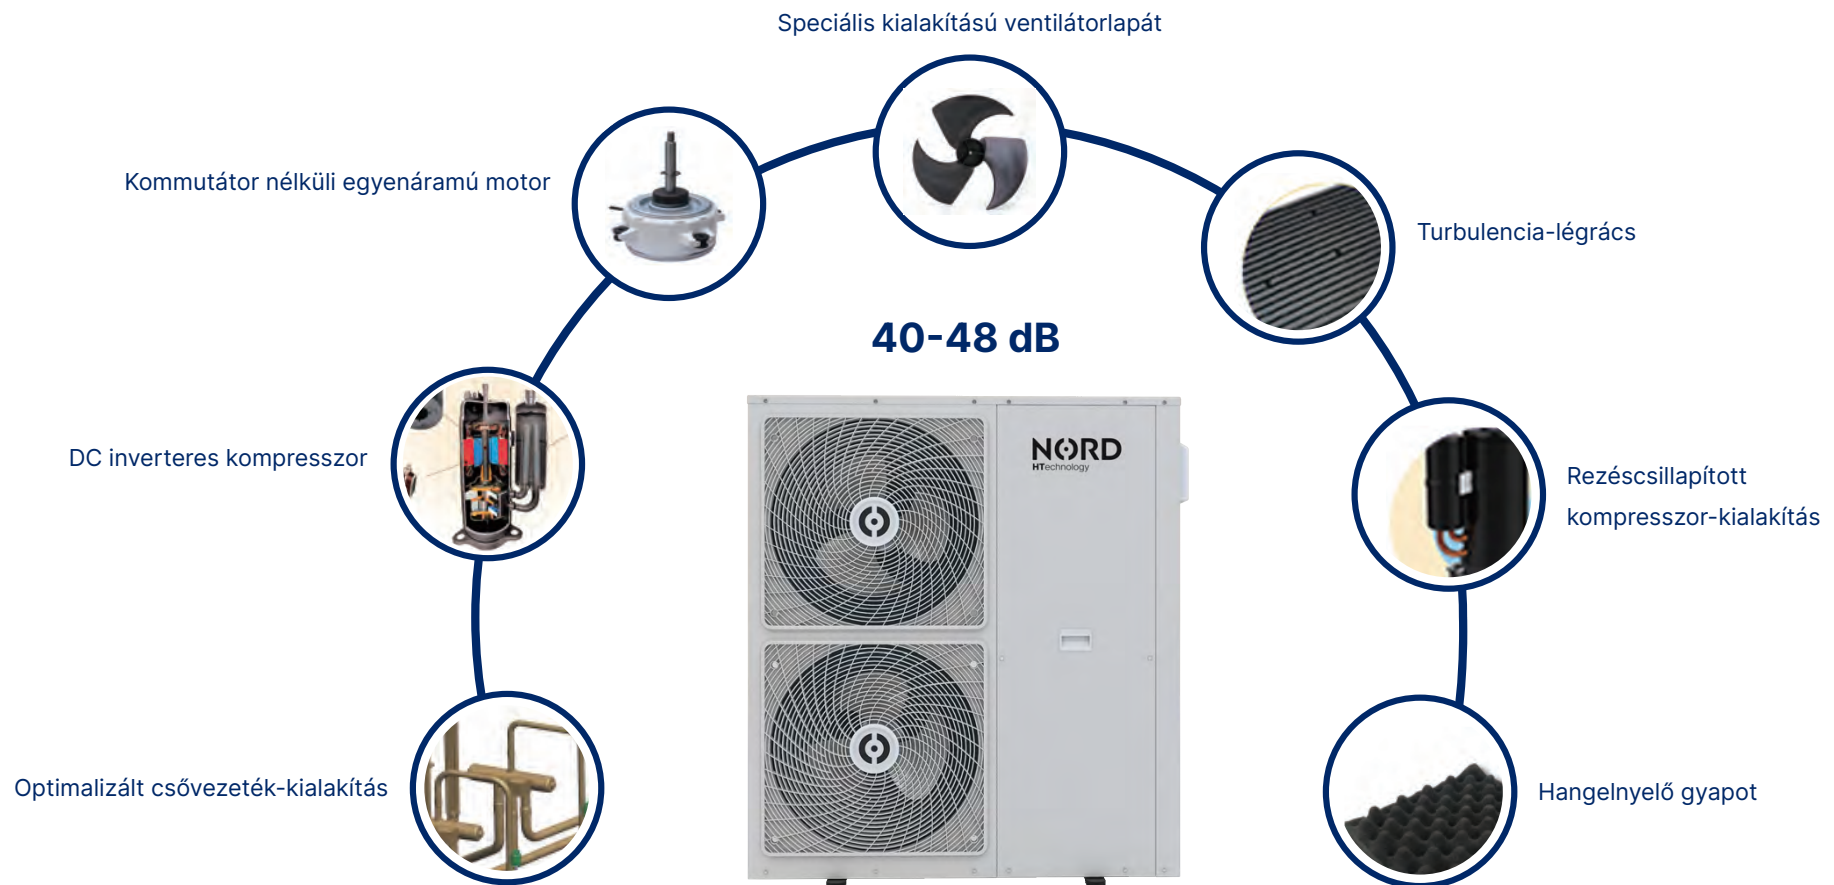 Speciális kialakítású ventilátorlapát
Kommutátor nélküli egyenáramú motor
Turbulencia-légrács
40-48 dB
NORD
HTechnology
DC inverteres kompresszor
Rezéscsillapított
kompresszor-kialakítás
Optimalizált csővezeték-kialakítás
Hangelnyelő gyapot